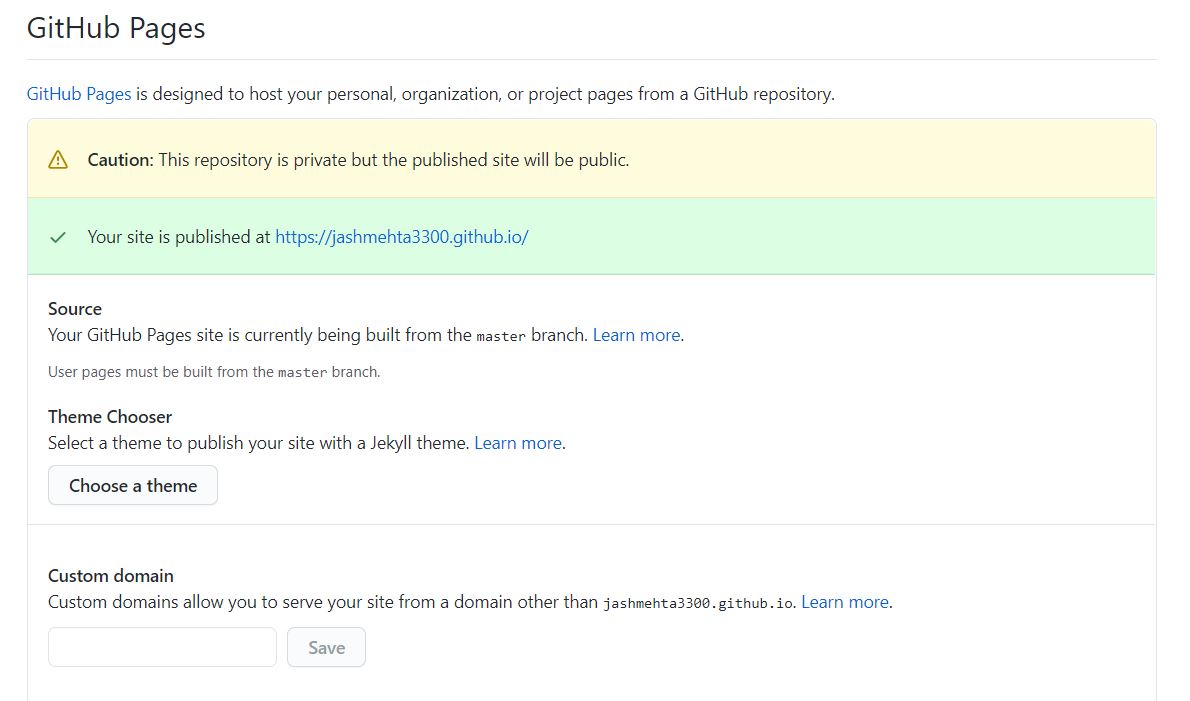 GitHub Pages
GitHub Pages is designed to host your personal, organization, or project pages from a GitHub repository.
Caution: This repository is private but the published site will be public.
Your site is published at https://jashmehta3300.github.io/
Source
Your GitHub Pages site is currently being built from the master branch. Learn more.
User pages must be built from the master branch.
Theme Chooser
Select a theme to publish your site with a Jekyll theme. Learn more.
Choose a theme
Custom domain
Custom domains allow you to serve your site from a domain other than jashmehta3300.github.io. Learn more.
Save